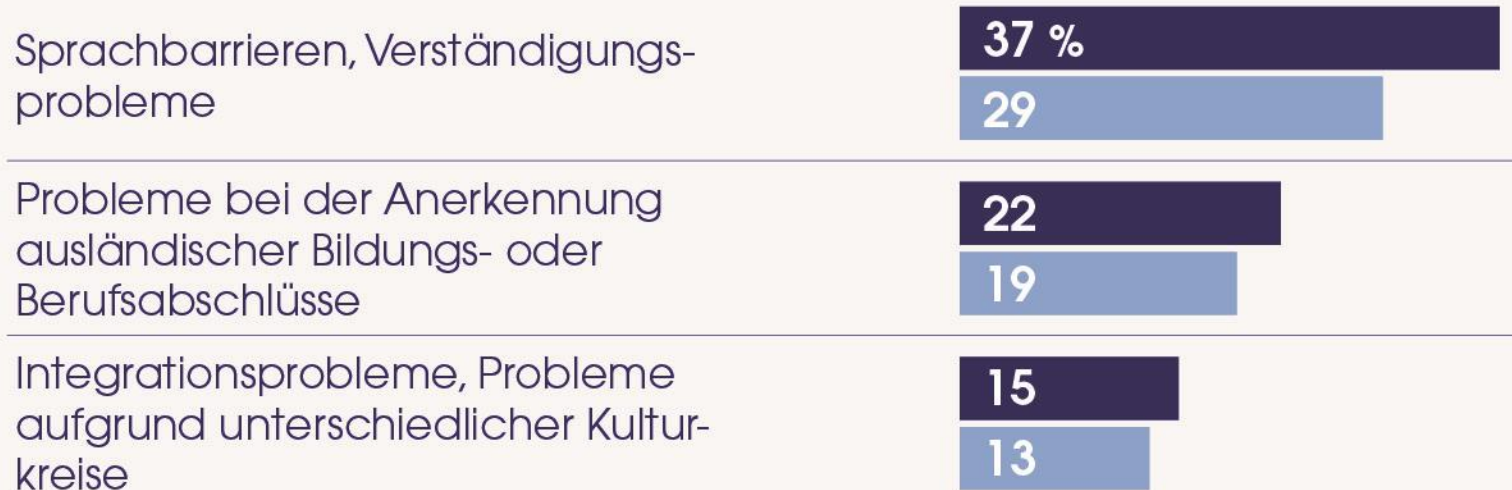 Sprachbarrieren, Verständigungs-
probleme
37 %
29
Probleme bei der Anerkennung
ausländischer Bildungs- oder
Berufsabschlüsse
22
19
Integrationsprobleme, Probleme
aufgrund unterschiedlicher Kultur-
kreise
15
13